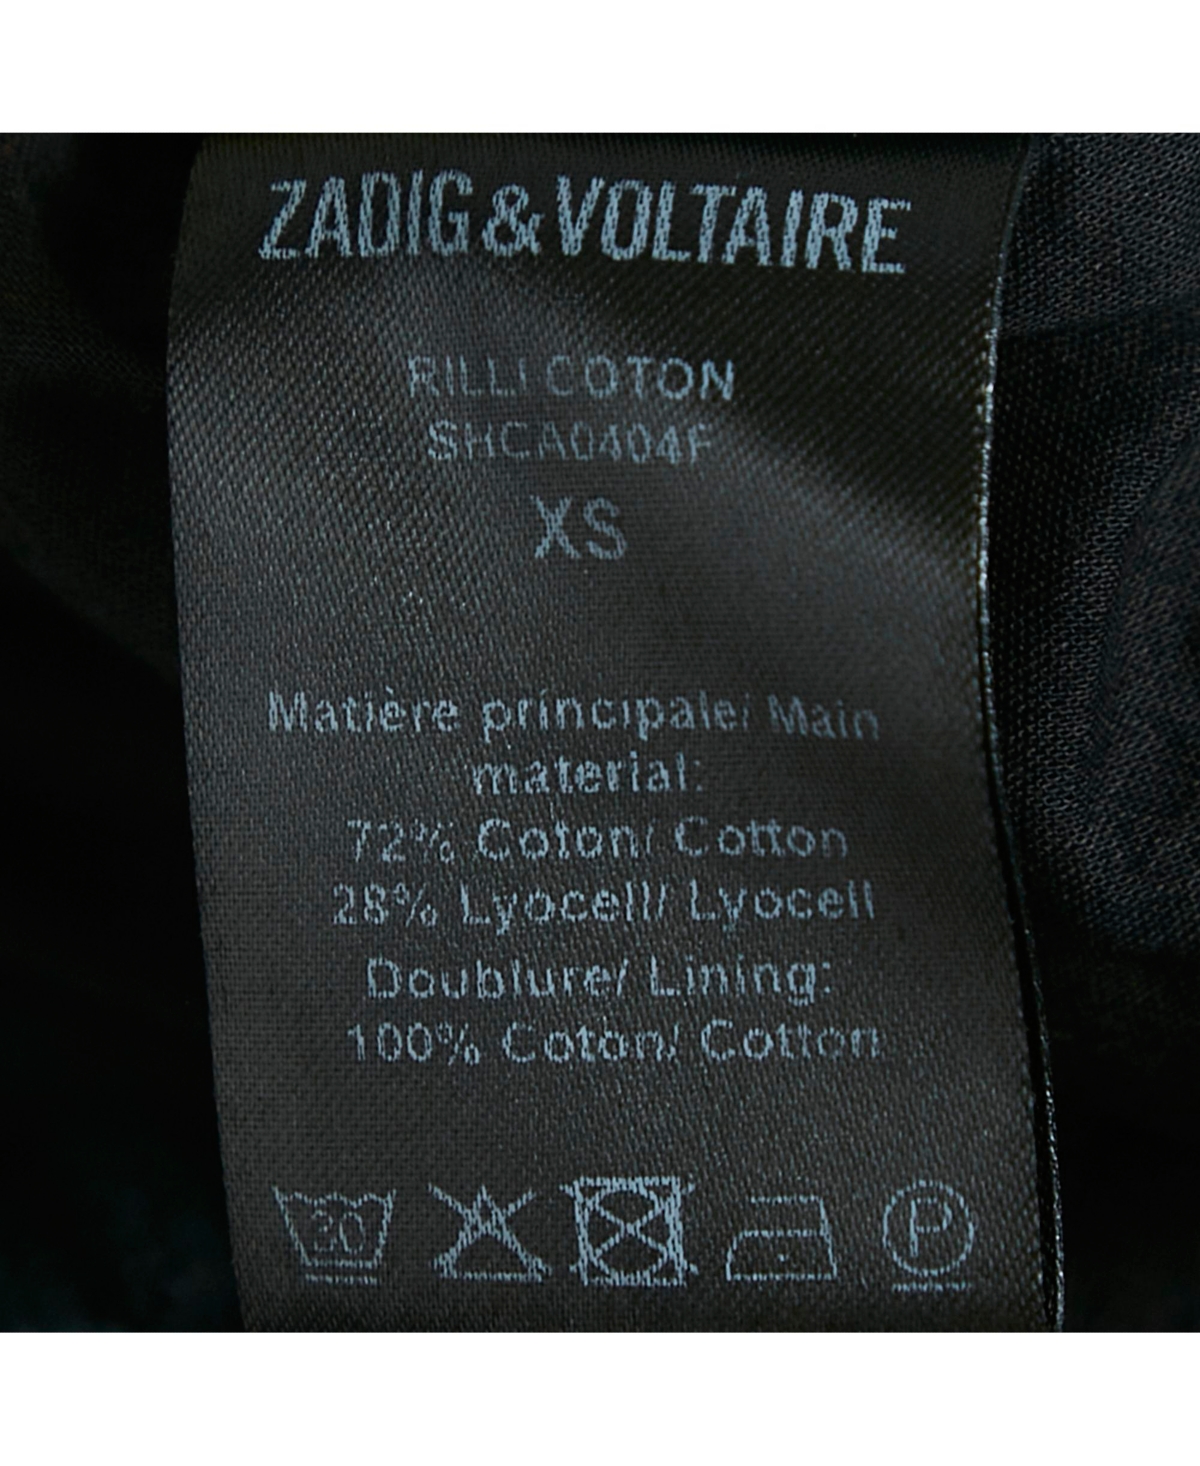 ZADIG&VOLTAIRE
RILLI COTON
SHCA0404F
XS
Matière principale/ Main
material:
72% Coton/ Cotton
28% Lyocell/ Lyocell
Doublure/ Lining:
100% Coton/ Cotton
30 P